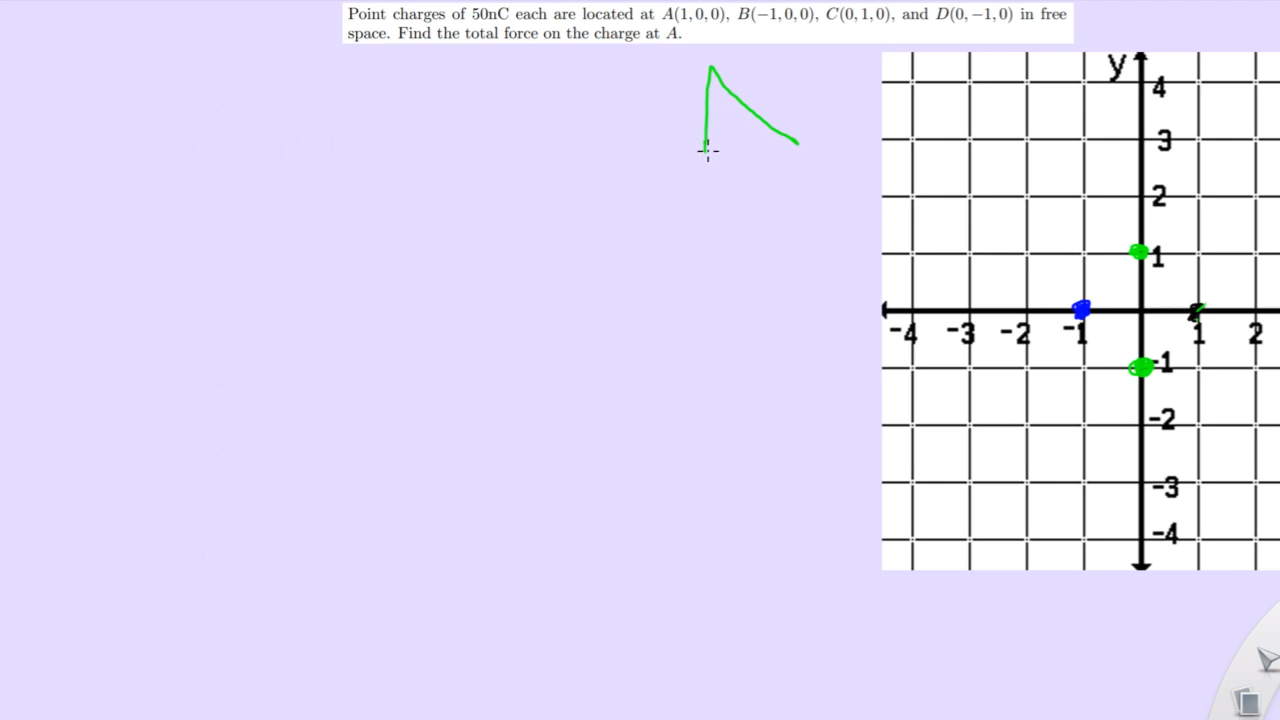 Point charges of 50nC each are located at A(1, 0, 0), B(−1, 0, 0), C(0, 1, 0), and D(0, −1, 0) in free
space. Find the total force on the charge at A.
y
4
3
2
1
-4 -3 -2 -1 1 2
-1
-2
-3
-4